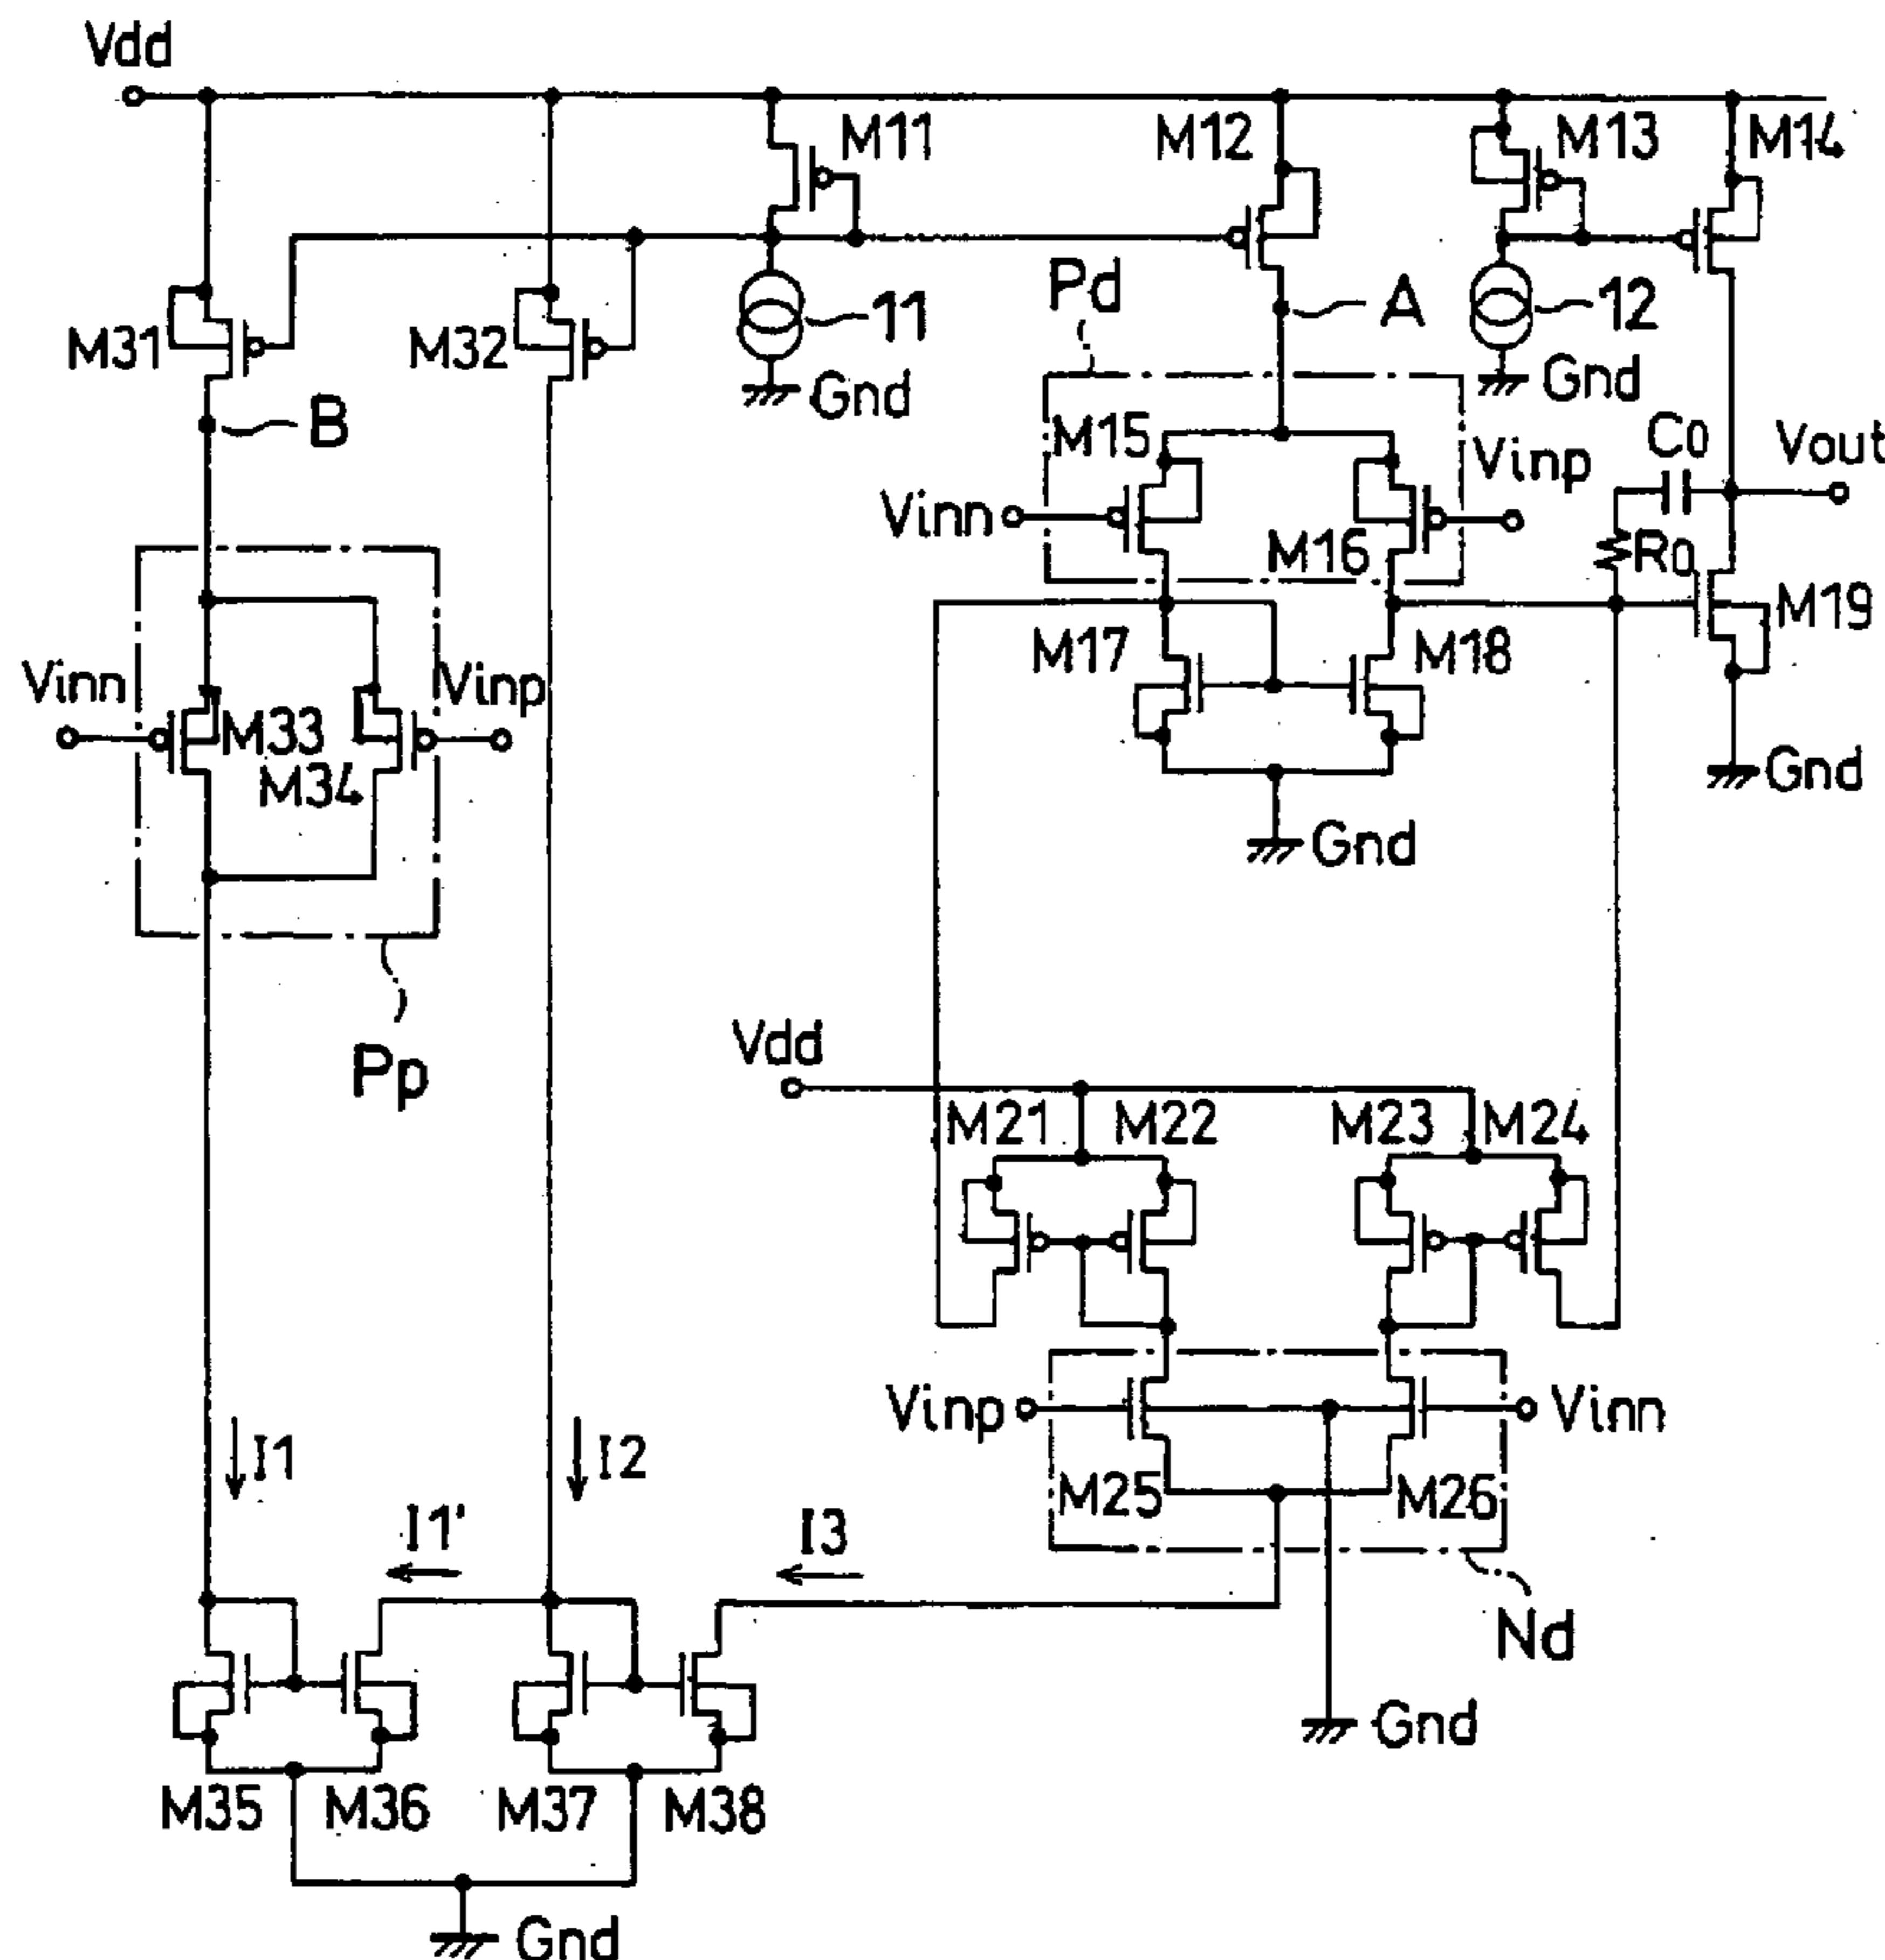 Vdd
M11
M12
M13
M14
Pd
A
11
12
M31
M32
Gnd
Gnd
B
M15
Vinp
C0
Vout
Vinn
M16
R0
M17
M18
M19
Vinn
Vinp
M33
M34
Gnd
Gnd
Pp
Vdd
M21
M22
M23
M24
Vinp
Vinn
I1
I2
M25
M26
I1'
I3
Nd
Gnd
M35
M36
M37
M38
Gnd